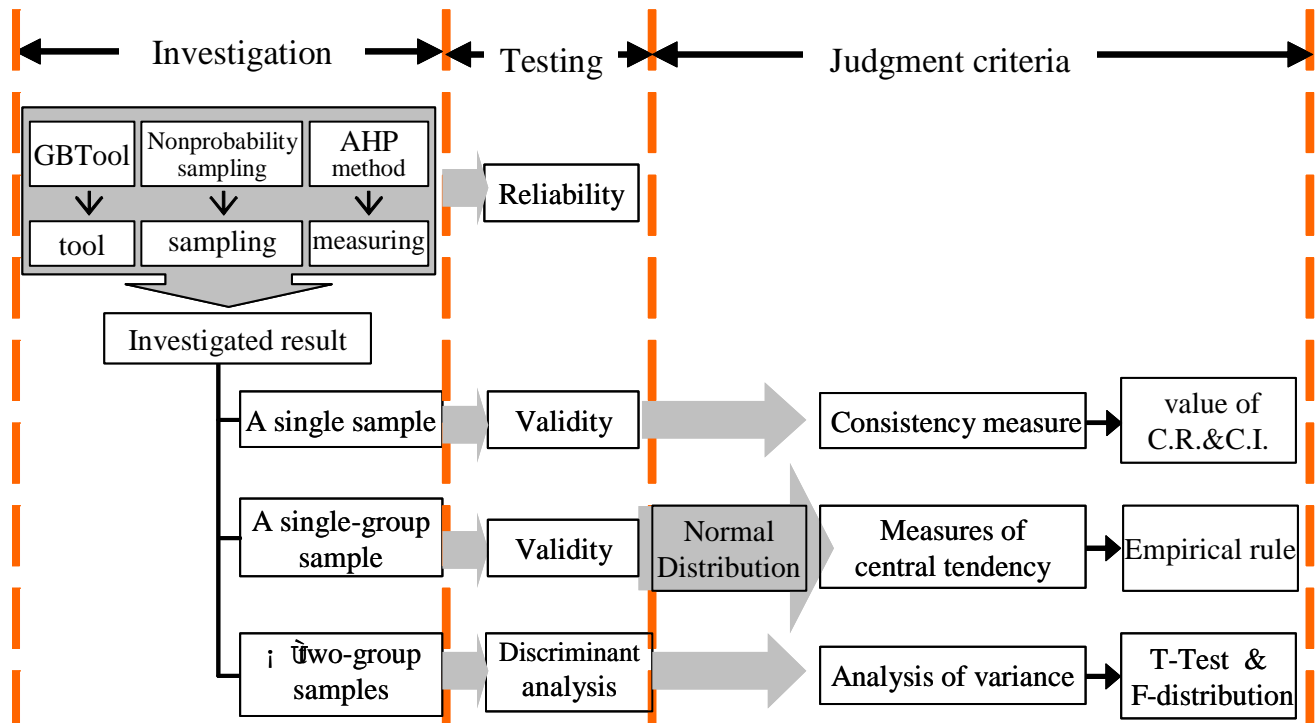 Investigation
Testing
Judgment criteria
GBTool
Nonprobability
sampling
AHP
method
tool
sampling
measuring
Reliability
Investigated result
A single sample
Validity
Consistency measure
value of
C.R.&C.I.
A single-group
sample
Validity
Normal
Distribution
Measures of
central tendency
Empirical rule
two-group
samples
Discriminant
analysis
Analysis of variance
T-Test &
F-distribution